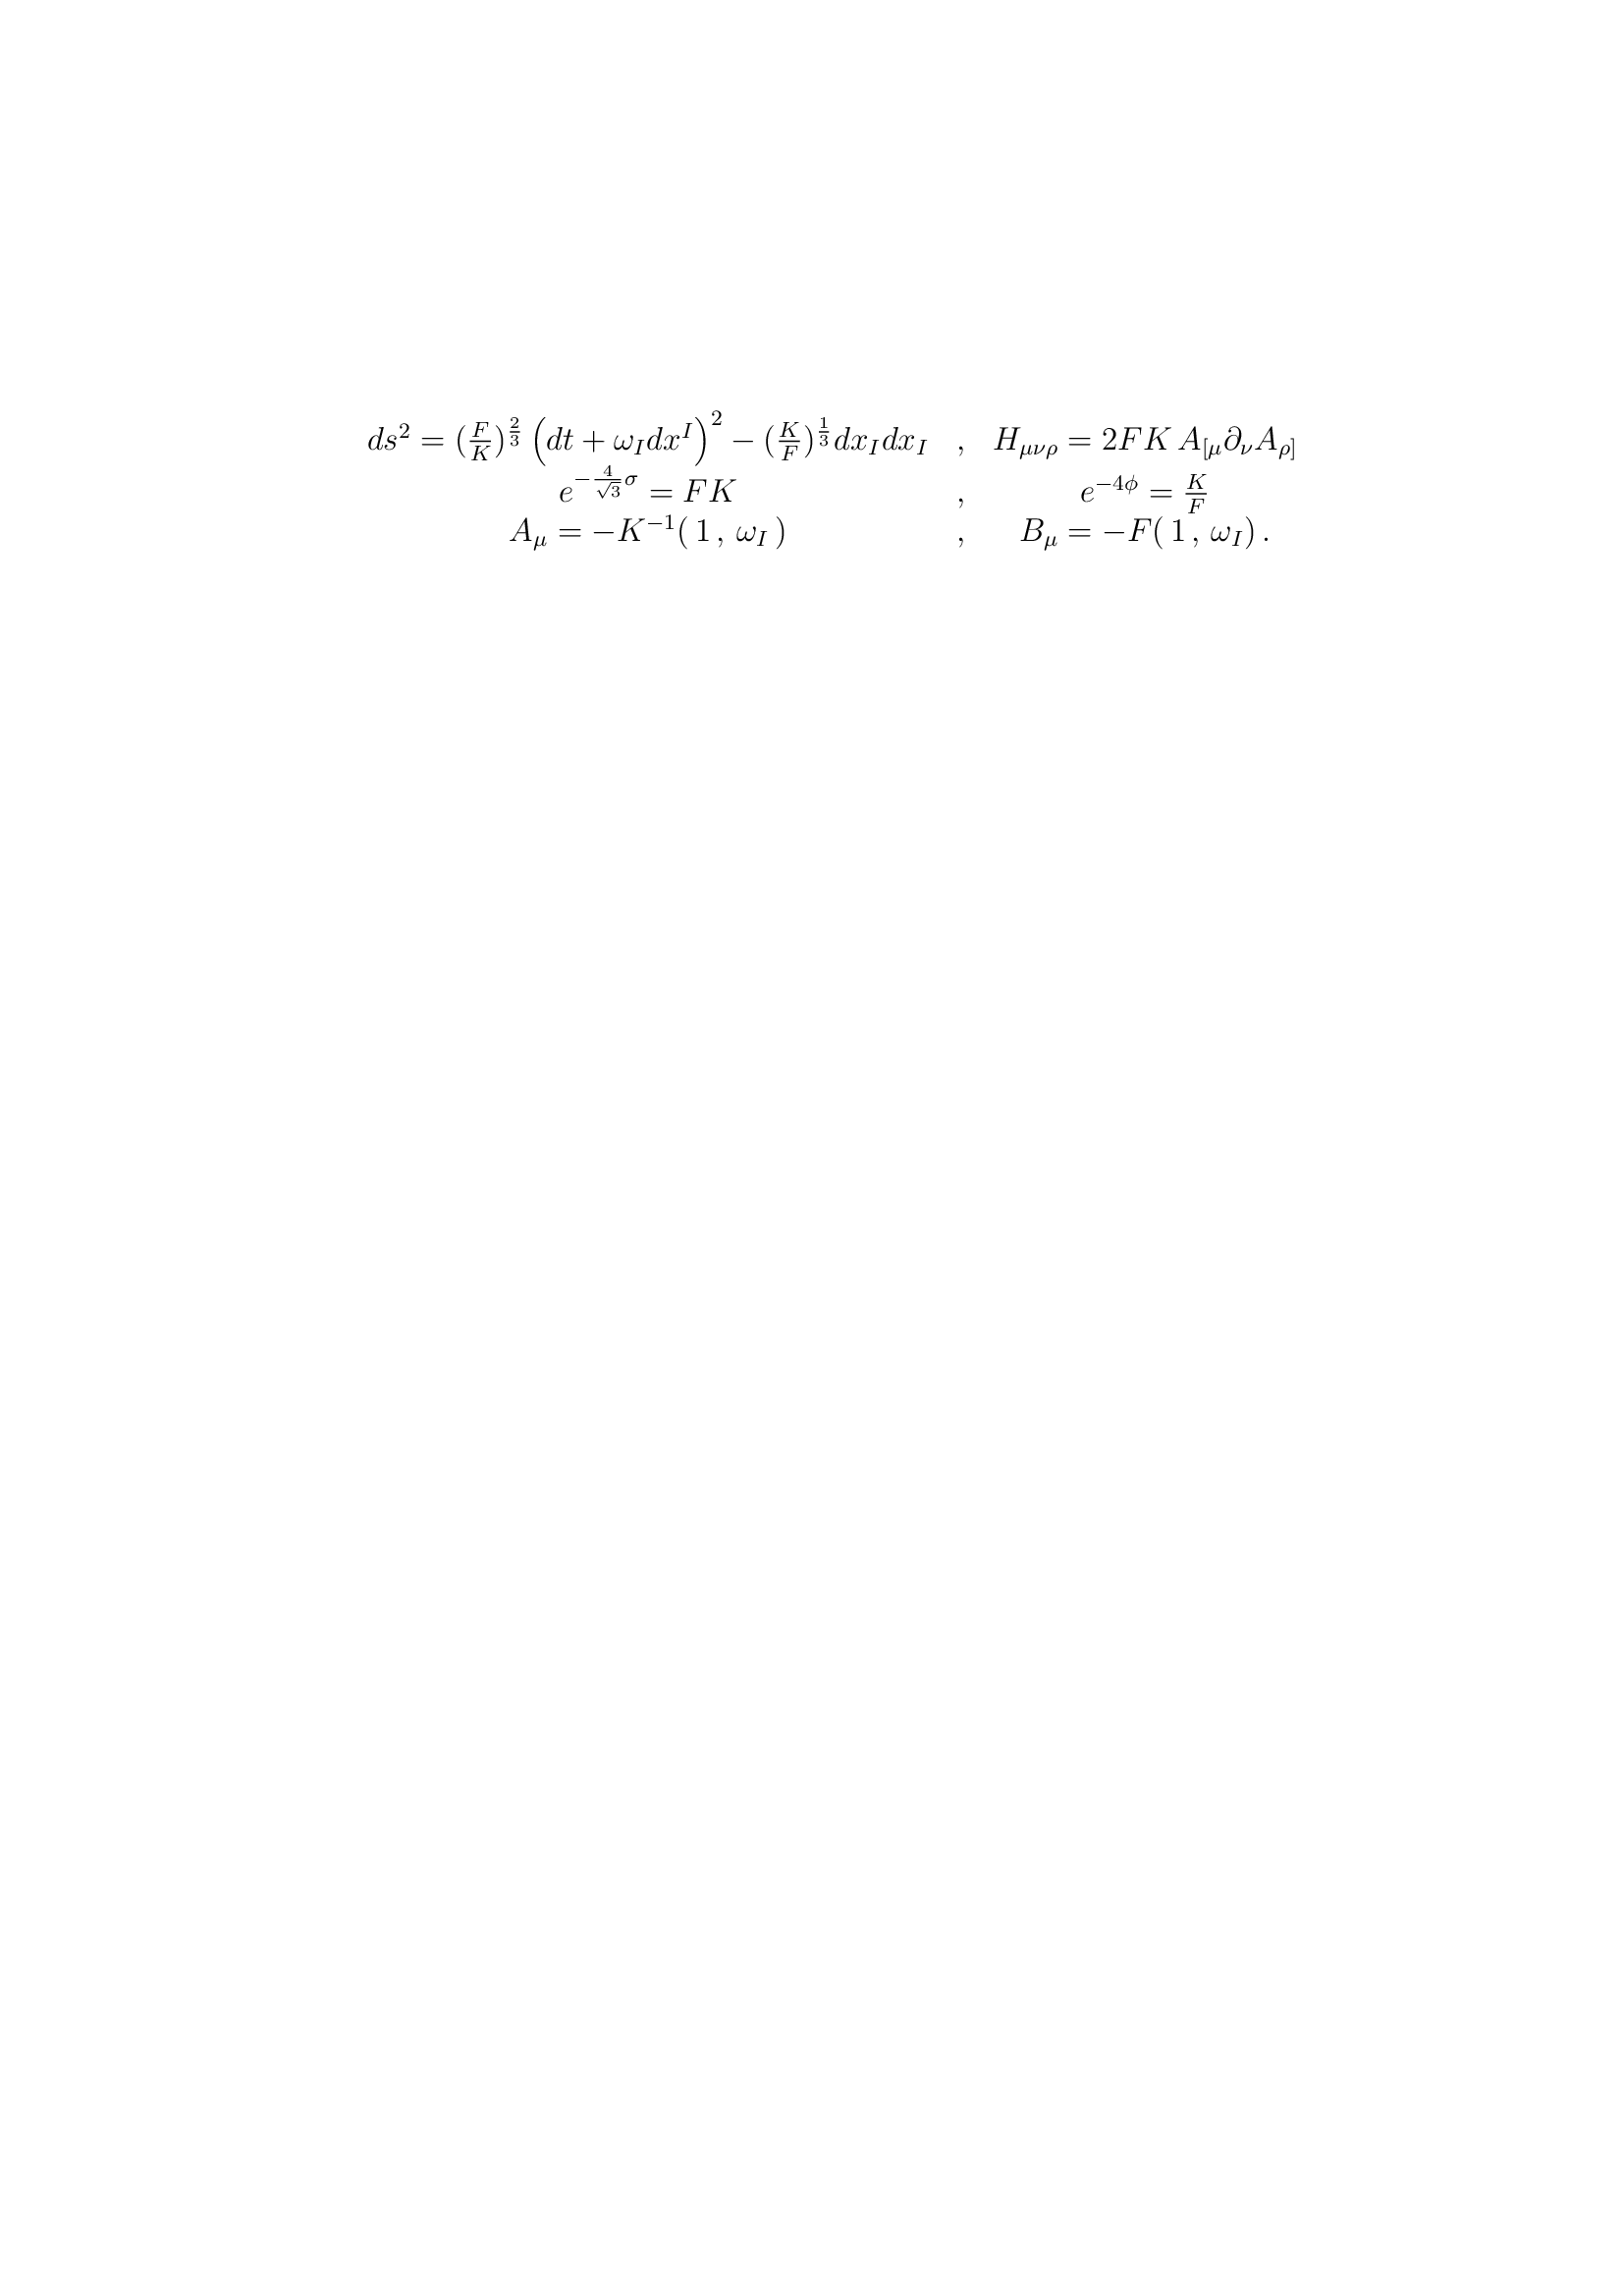 $ds^2 = (\frac{F}{K})^{\frac{2}{3}} \left( dt + \omega_I dx^I \right)^2 - (\frac{K}{F})^{\frac{1}{3}} dx_I dx_I \quad , \quad H_{\mu\nu\rho} = 2FK \, A_{[\mu} \partial_\nu A_{\rho]}$
$e^{-\frac{4}{\sqrt{3}}\sigma} = FK \quad , \quad e^{-4\phi} = \frac{K}{F}$
$A_\mu = -K^{-1} ( \, 1 \, , \, \omega_I \, ) \quad , \quad B_\mu = -F ( \, 1 \, , \, \omega_I ) \, .$